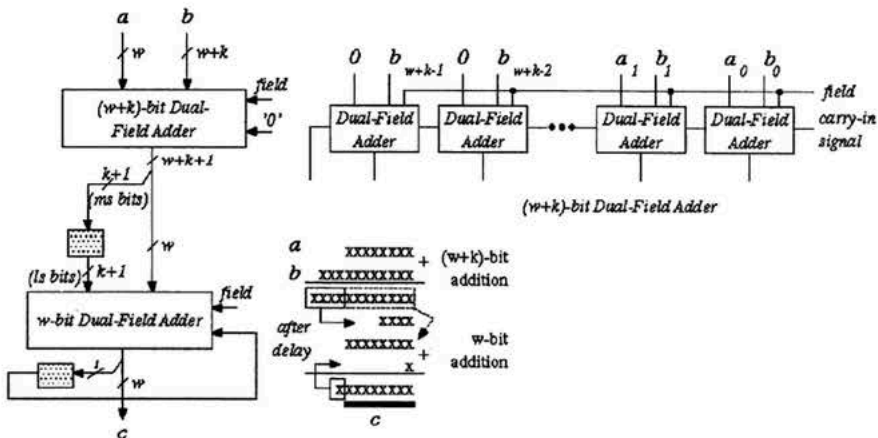 a b
w w+k
field
(w+k)-bit Dual-
Field Adder
'0'
w+k+1
k+1
(ms bits)
w
(ls bits) k+1
field
w-bit Dual-Field Adder
1
w
c
0 b w+k-1 0 b w+k-2 a 1 b 1 a 0 b 0
field
Dual-Field Adder
Dual-Field Adder
Dual-Field Adder
Dual-Field Adder
carry-in
signal
(w+k)-bit Dual-Field Adder
a xxxxxxxx + (w+k)-bit
b xxxxxxxxxxx addition
xxxxxxxxxxxx
after xxxx
delay xxxxxxxx + w-bit
x addition
xxxxxxxxx
c